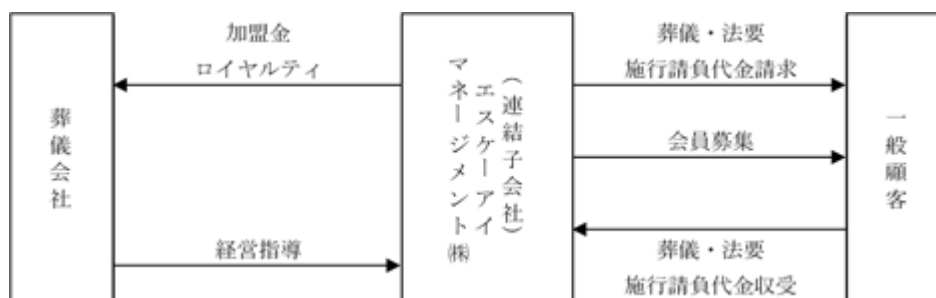 葬儀会社
加盟金
ロイヤルティ
経営指導
(連結子会社)
エスケーアイ
マネージメント㈱
葬儀・法要
施行請負代金請求
会員募集
葬儀・法要
施行請負代金収受
一般顧客